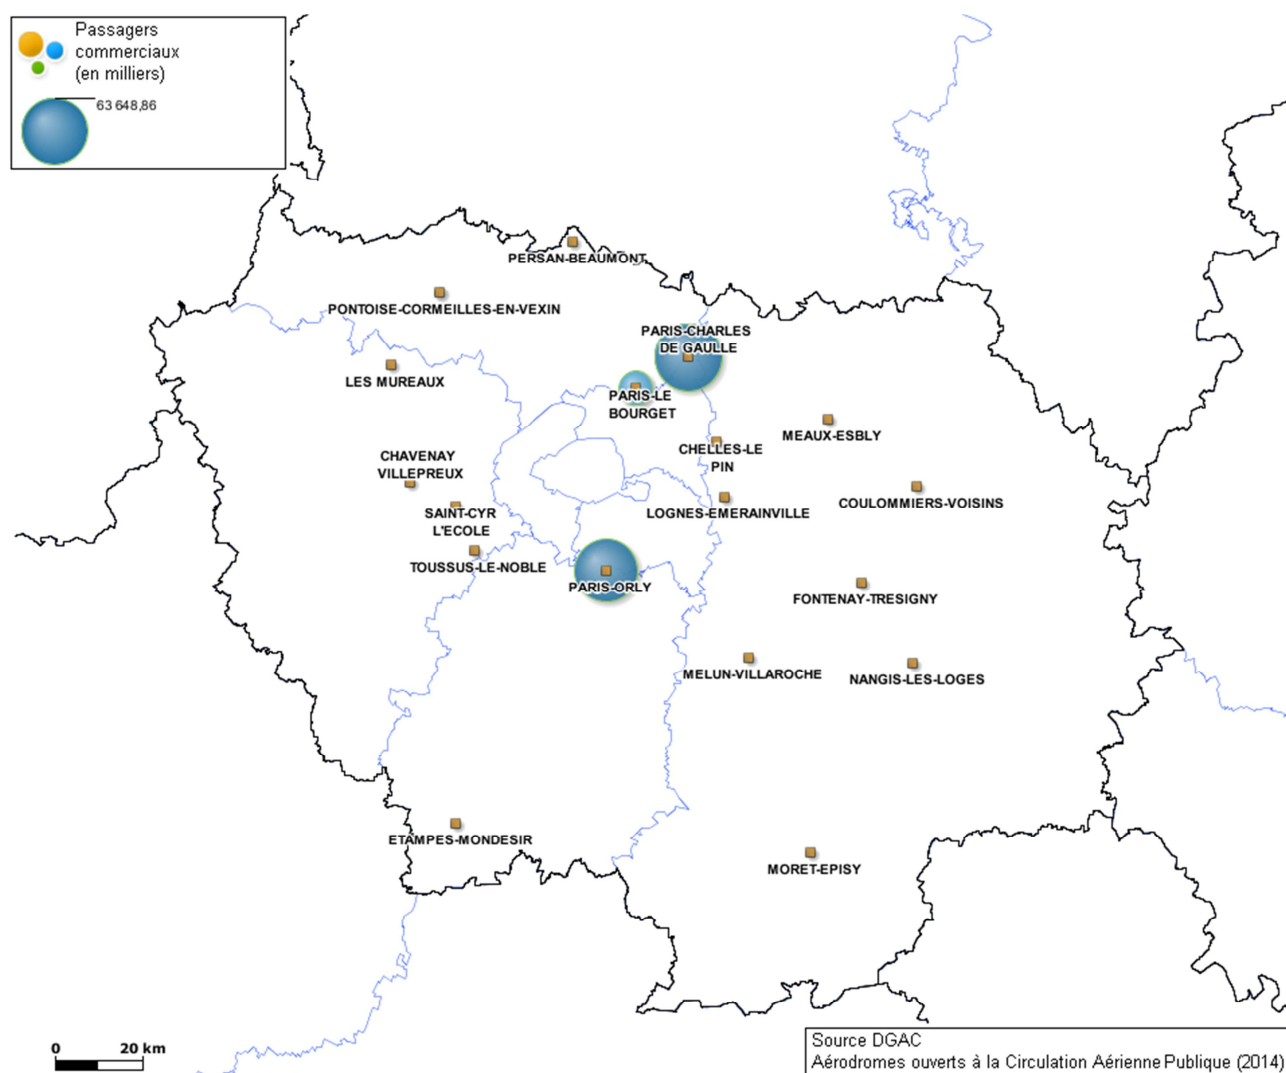 Passagers
commerciaux
(en milliers)
63 648,86
PERSAN-BEAUMONT
PONTOISE-CORMEILLES-EN-VEXIN
PARIS-CHARLES
DE GAULLE
LES MUREAUX
PARIS-LE
BOURGET
MEAUX-ESBLY
CHELLES-LE
PIN
CHAVENAY
VILLEPREUX
COULOMMIERS-VOISINS
LOGNES-EMERAINVILLE
SAINT-CYR
L'ECOLE
TOUSSUS-LE-NOBLE
PARIS-ORLY
FONTENAY-TRESIGNY
MELUN-VILLAROCHE
NANGIS-LES-LOGES
ETAMPES-MONDESIR
MORET-EPISY
0 20 km
Source DGAC
Aérodromes ouverts à la Circulation Aérienne Publique (2014)